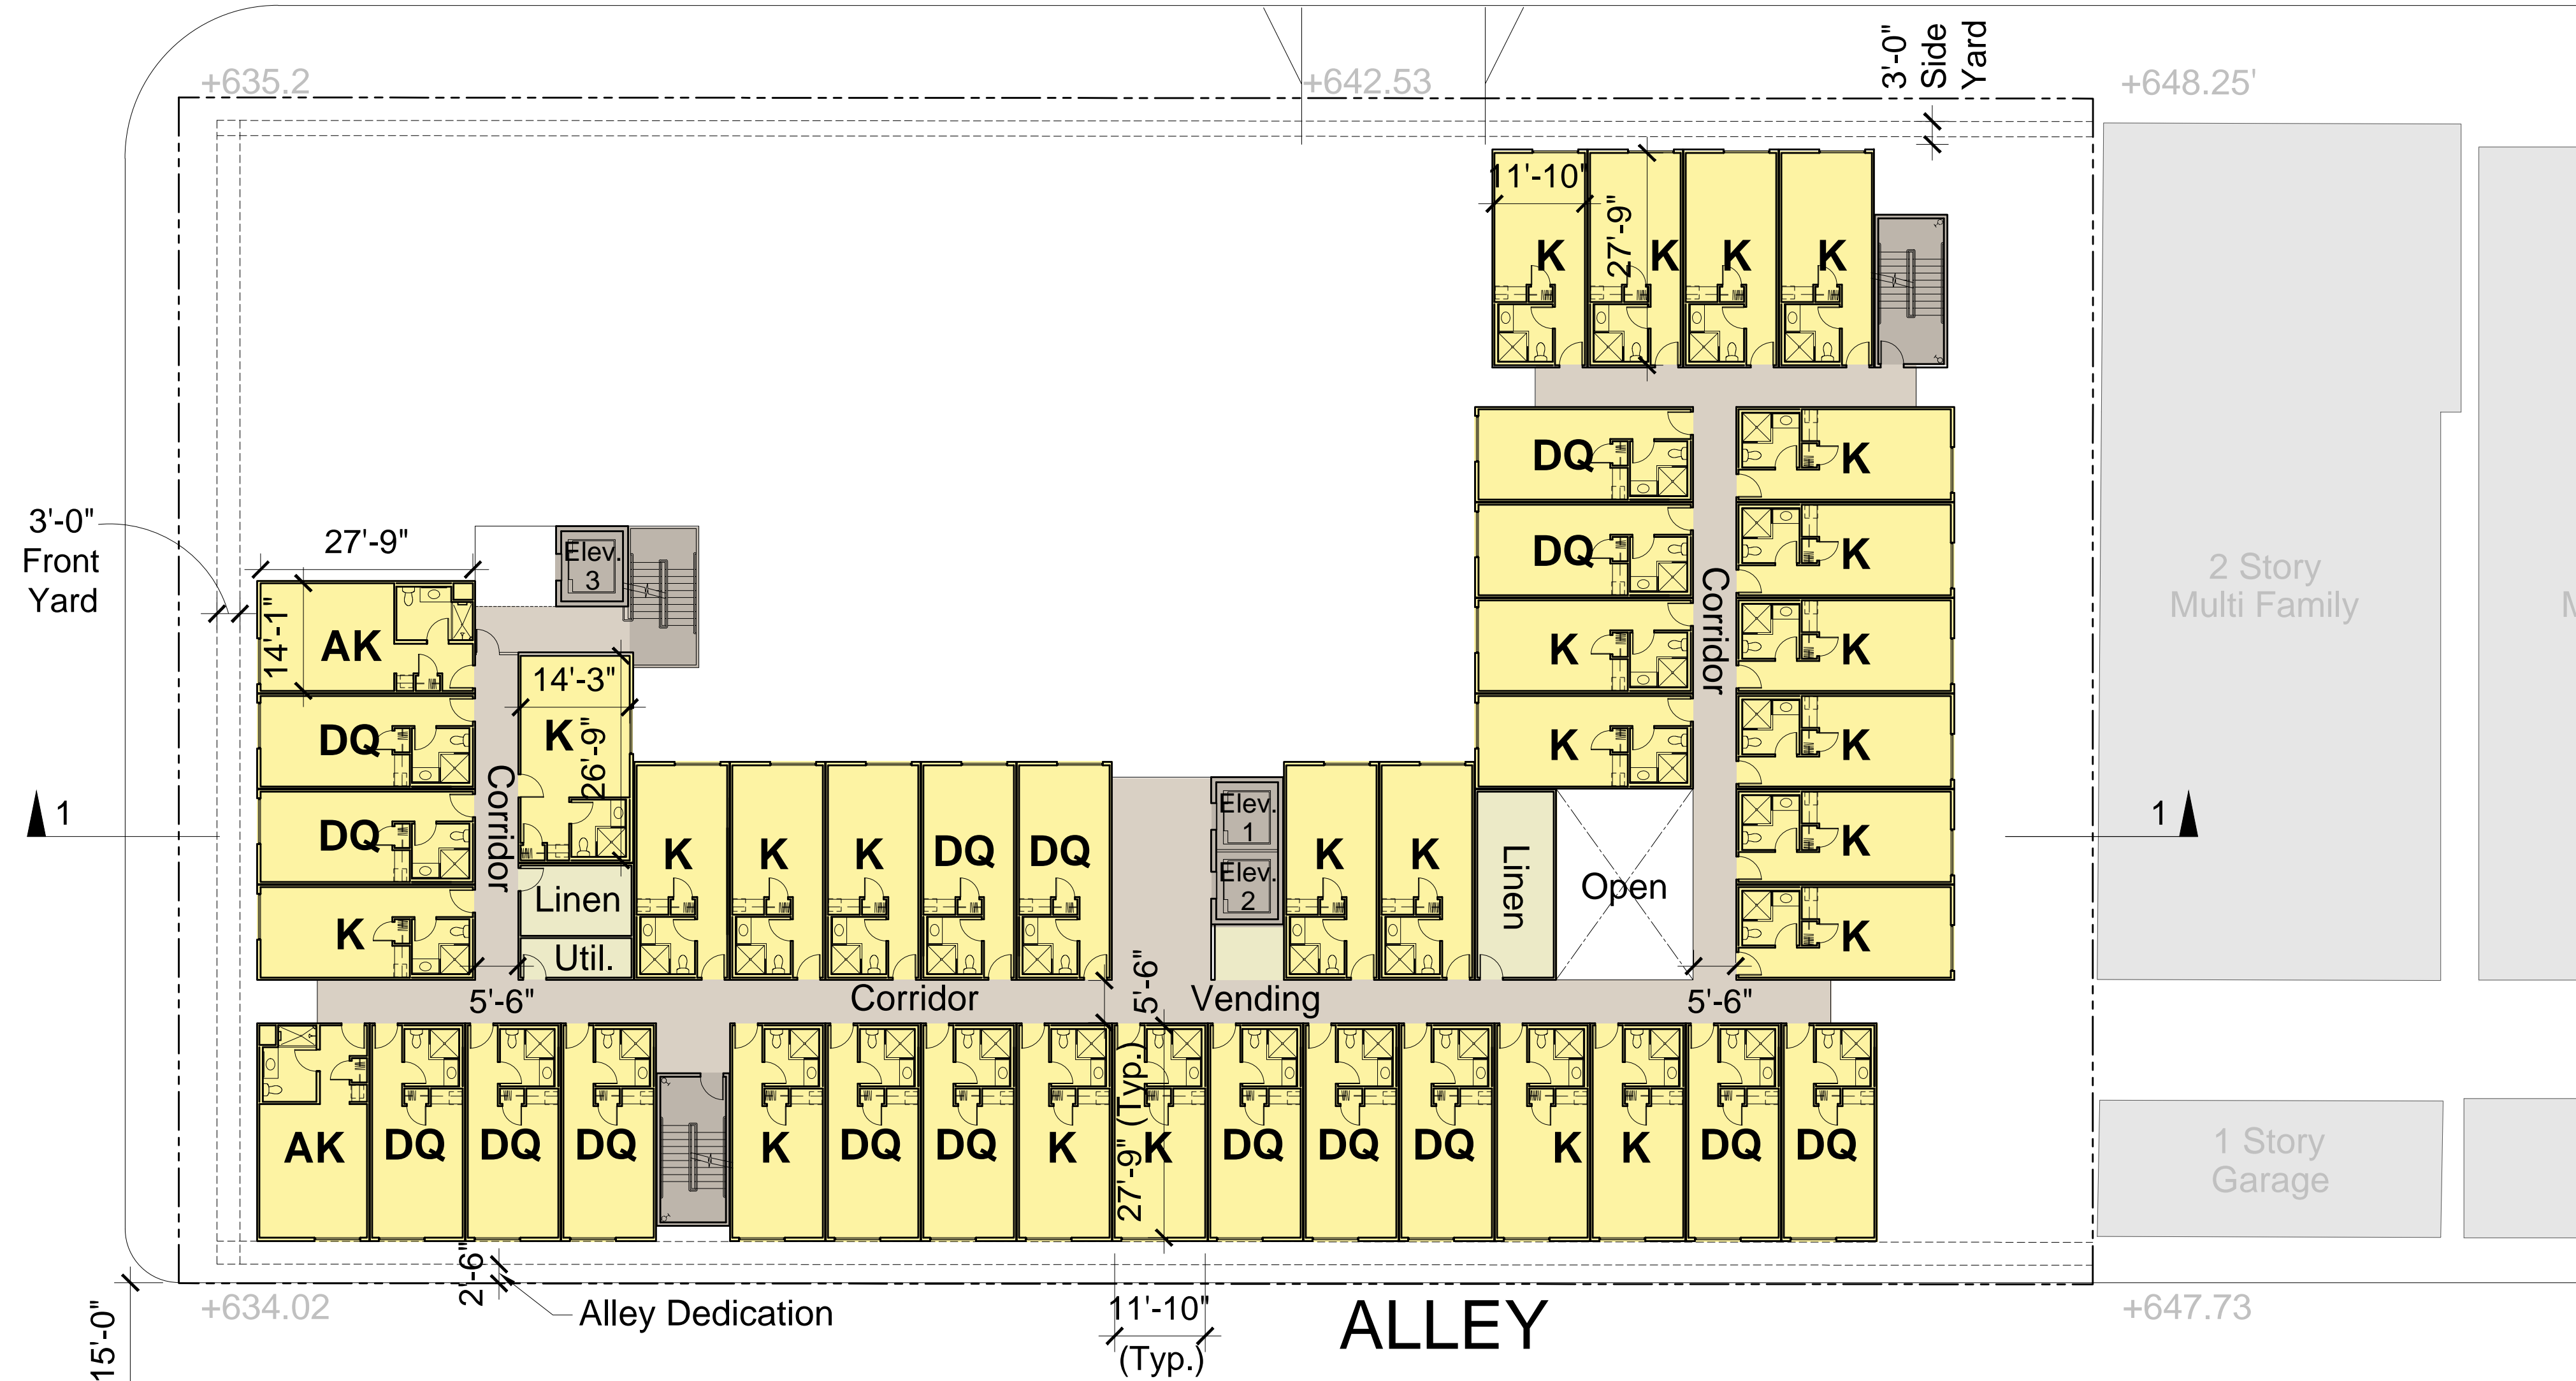 +635.2
+642.53
3'-0"
Side
Yard
+648.25'
11'-10"
27'-9"
K
K
K
K
DQ
K
DQ
K
K
K
K
K
K
K
Corridor
3'-0"
Front
Yard
27'-9"
14'-1"
AK
Elev.
3
DQ
DQ
K
Corridor
14'-3"
K
26'-9"
Linen
Util.
K
K
K
DQ
DQ
Elev.
1
Elev.
2
K
K
Linen
Open
2 Story
Multi Family
M
1
1
5'-6"
Corridor
5'-6"
Vending
5'-6"
AK
DQ
DQ
DQ
K
DQ
DQ
K
27'-9" (Typ.)
K
DQ
DQ
DQ
K
K
DQ
DQ
1 Story
Garage
2'-6"
+634.02
Alley Dedication
11'-10"
(Typ.)
ALLEY
+647.73
15'-0"